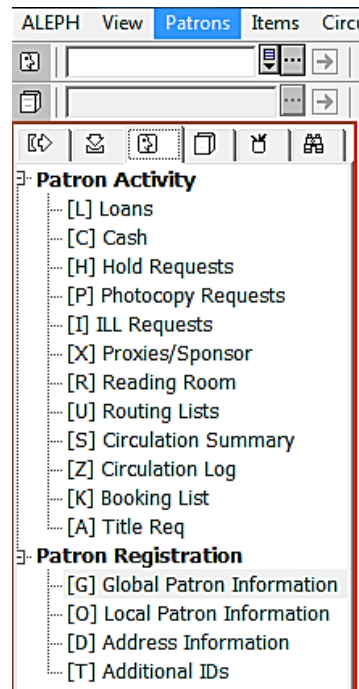 ALEPH View Patrons Items Circu
Patron Activity
[L] Loans
[C] Cash
[H] Hold Requests
[P] Photocopy Requests
[I] ILL Requests
[X] Proxies/Sponsor
[R] Reading Room
[U] Routing Lists
[S] Circulation Summary
[Z] Circulation Log
[K] Booking List
[A] Title Req
Patron Registration
[G] Global Patron Information
[O] Local Patron Information
[D] Address Information
[T] Additional IDs